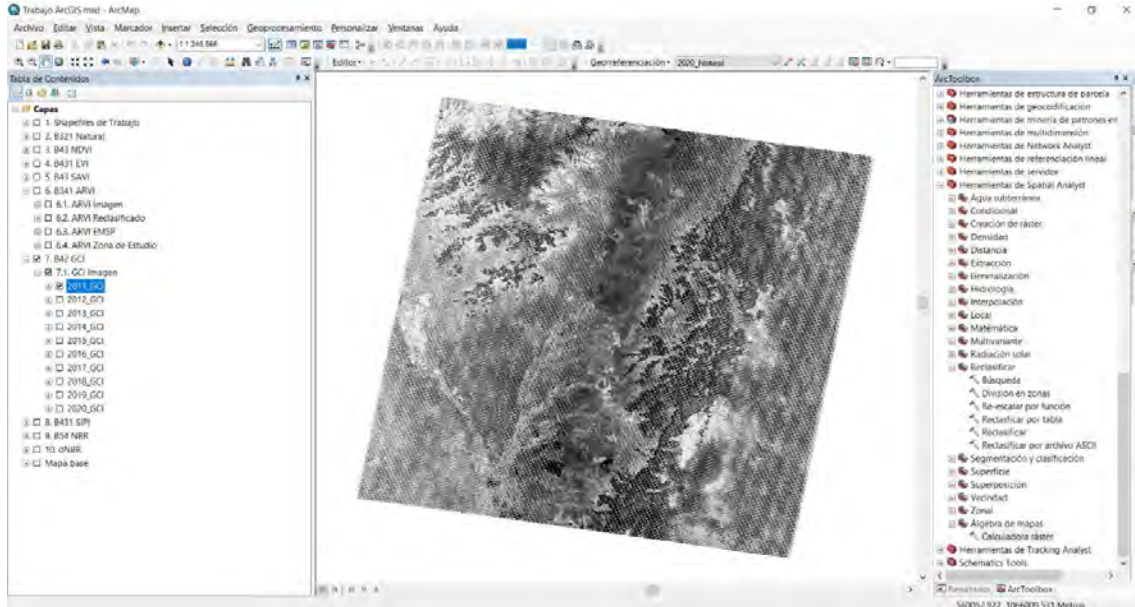 Trabajo ArcGIS mxd - ArcMap
Archivo Editar Vista Marcador Insertar Selección Geoprocesamiento Personalizar Ventanas Ayuda
Editor
Georreferenciación 2020_Natural
Tabla de Contenidos
Capas
1. Shapefiles de Trabajo
2. B321 Natural
3. B43 NDVI
4. B431 EVI
5. B43 SAVI
6. B341 ARVI
6.1. ARVI Imagen
6.2. ARVI Reclasificado
6.3. ARVI EMSP
6.4. ARVI Zona de Estudio
7. B42 GCI
7.1. GCI Imagen
2011_GCI
2012_GCI
2013_GCI
2014_GCI
2015_GCI
2016_GCI
2017_GCI
2018_GCI
2019_GCI
2020_GCI
8. B431 SIPI
9. B54 NBR
10. dNBR
Mapa base
ArcToolbox
Herramientas de estructura de parcela
Herramientas de geocodificación
Herramientas de minería de patrones en
Herramientas de multidimensión
Herramientas de Network Analyst
Herramientas de referenciación lineal
Herramientas de servidor
Herramientas de Spatial Analyst
Agua subterránea
Condicional
Creación de ráster
Densidad
Distancia
Extracción
Generalización
Hidrología
Interpolación
Local
Matemática
Multivariante
Radiación solar
Reclasificar
Búsqueda
División en zonas
Re-escalar por función
Reclasificar por tabla
Reclasificar
Reclasificar por archivo ASCII
Segmentación y clasificación
Superficie
Superposición
Vecindad
Zonal
Álgebra de mapas
Calculadora ráster
Herramientas de Tracking Analyst
Schematics Tools
Resultados ArcToolbox
Metros